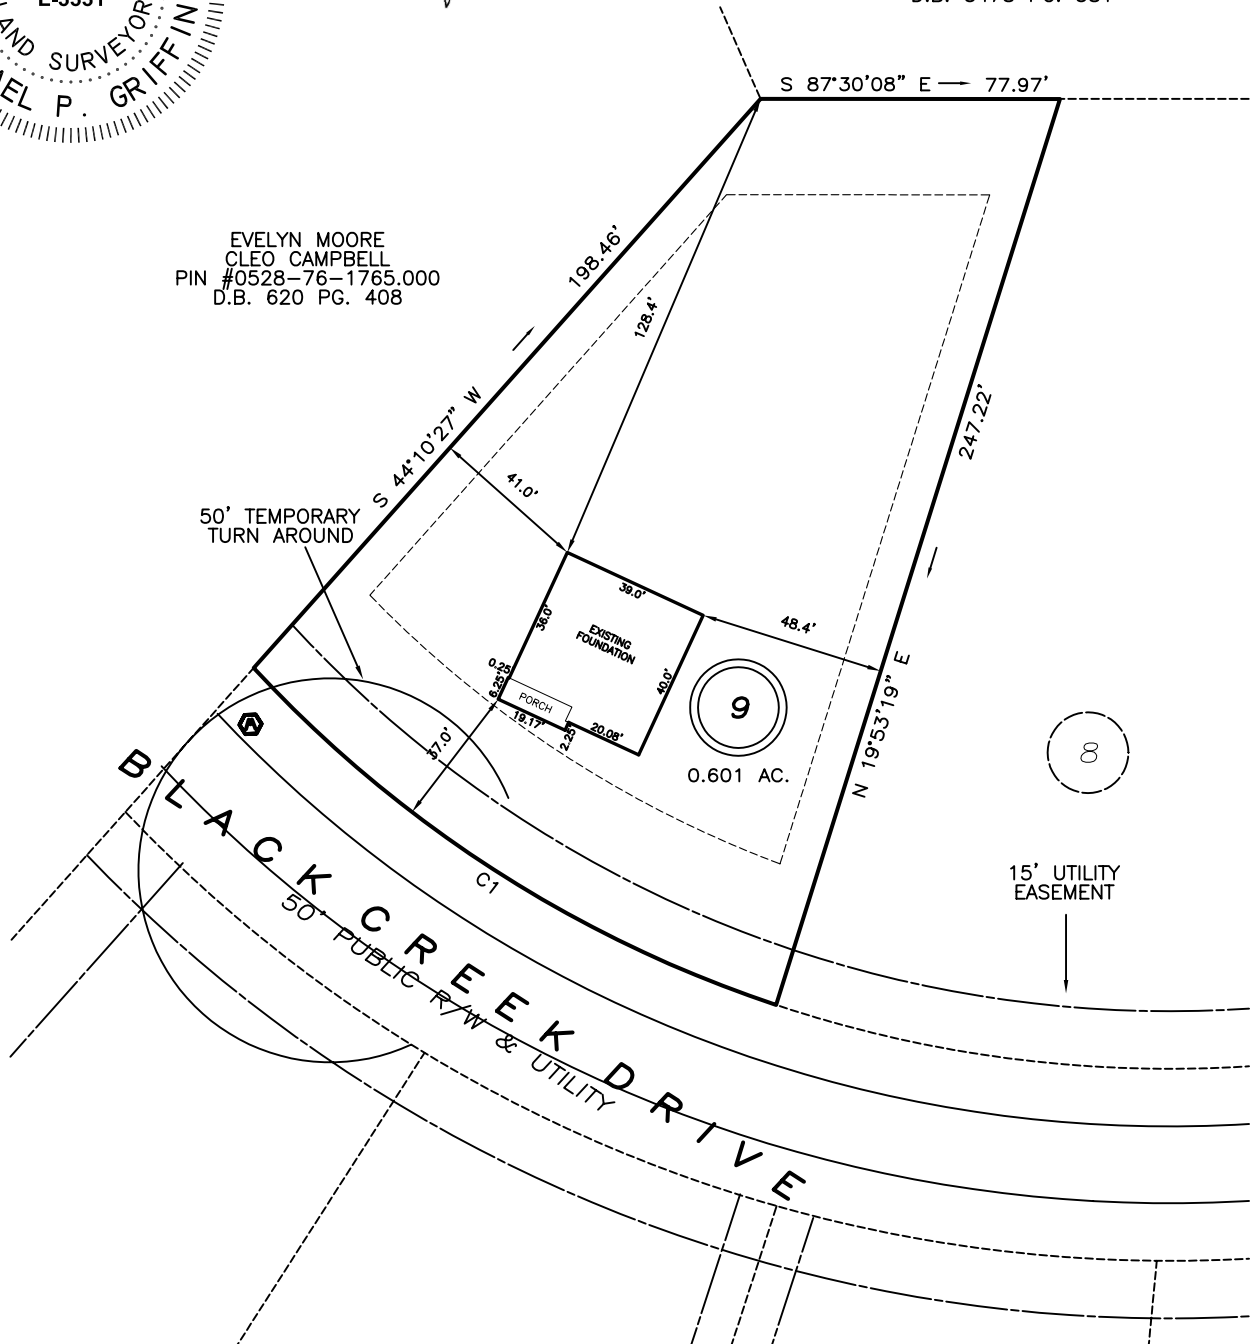 AND SURVEYOR
EL P. GRIFFIN
S 87°30'08" E 77.97'
EVELYN MOORE
CLEO CAMPBELL
PIN #0528-76-1765.000
D.B. 620 PG. 408
198.46'
128.4'
247.22'
S 44°10'27" W
41.0'
50' TEMPORARY
TURN AROUND
39.0'
36.0'
EXISTING
FOUNDATION
48.4'
0.25
6.25'
40.0'
PORCH
19.17'
20.08'
2.25'
37.0'
9
0.601 AC.
N 19°53'19" E
8
A
C1
15' UTILITY
EASEMENT
BLACK CREEK DRIVE
50' PUBLIC R/W & UTILITY